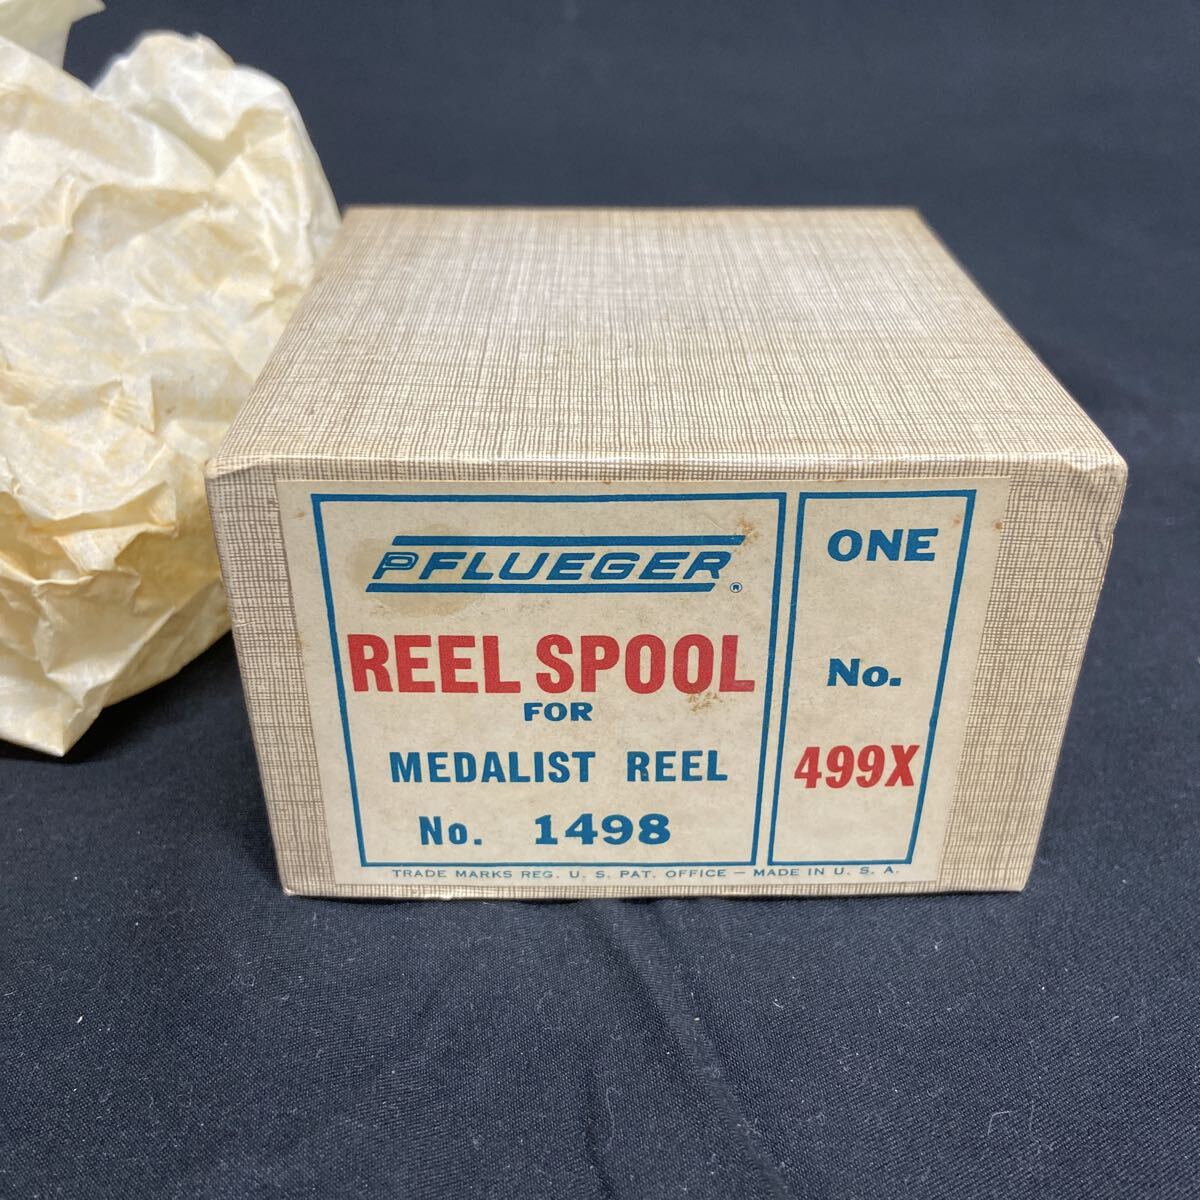 PFLUEGER®
REEL SPOOL
FOR
MEDALIST REEL
No. 1498
ONE
No.
499X
TRADE MARKS REG. U. S. PAT. OFFICE — MADE IN U. S. A.